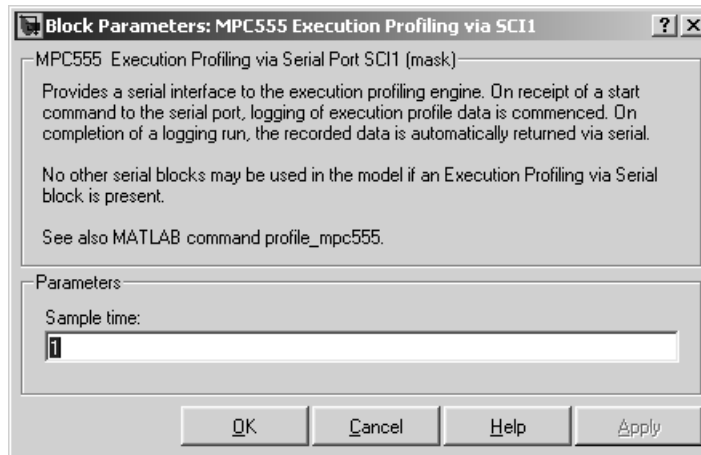 Block Parameters: MPC555 Execution Profiling via SCI1
MPC555 Execution Profiling via Serial Port SCI1 (mask)
Provides a serial interface to the execution profiling engine. On receipt of a start
command to the serial port, logging of execution profile data is commenced. On
completion of a logging run, the recorded data is automatically returned via serial.
No other serial blocks may be used in the model if an Execution Profiling via Serial
block is present.
See also MATLAB command profile_mpc555.
Parameters
Sample time:
1
OK Cancel Help Apply